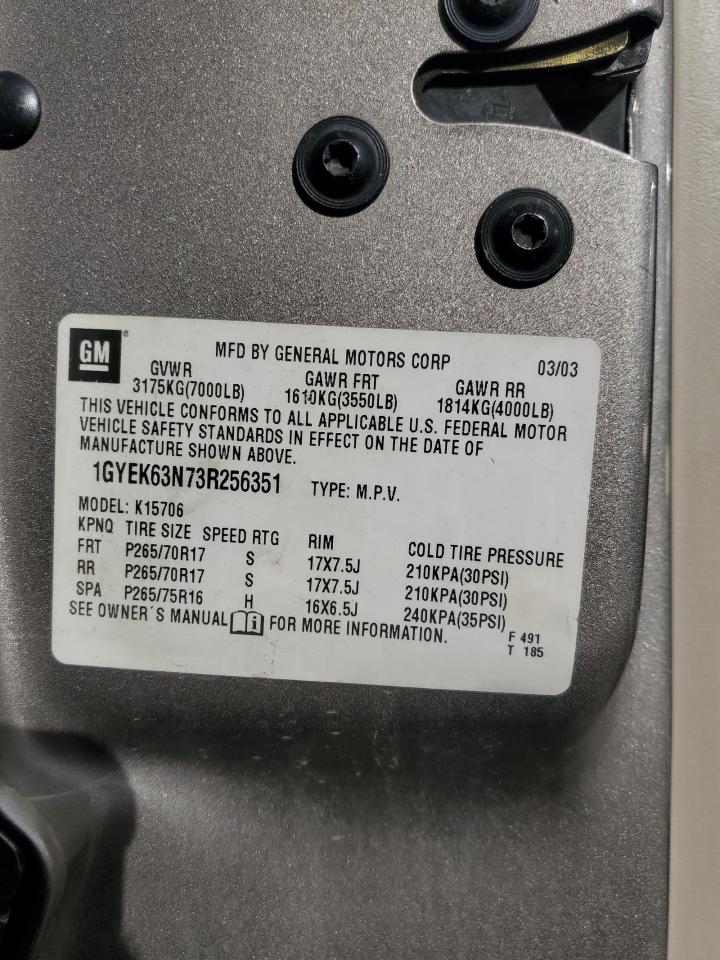 GM
MFD BY GENERAL MOTORS CORP 03/03
GVWR GAWR FRT GAWR RR
3175KG(7000LB) 1610KG(3550LB) 1814KG(4000LB)
THIS VEHICLE CONFORMS TO ALL APPLICABLE U.S. FEDERAL MOTOR
VEHICLE SAFETY STANDARDS IN EFFECT ON THE DATE OF
MANUFACTURE SHOWN ABOVE.
1GYEK63N73R256351 TYPE: M.P.V.
MODEL: K15706
KPNQ TIRE SIZE SPEED RTG RIM COLD TIRE PRESSURE
FRT P265/70R17 S 17X7.5J 210KPA(30PSI)
RR P265/70R17 S 17X7.5J 210KPA(30PSI)
SPA P265/75R16 H 16X6.5J 240KPA(35PSI)
SEE OWNER´S MANUAL i FOR MORE INFORMATION.
F 491
T 185